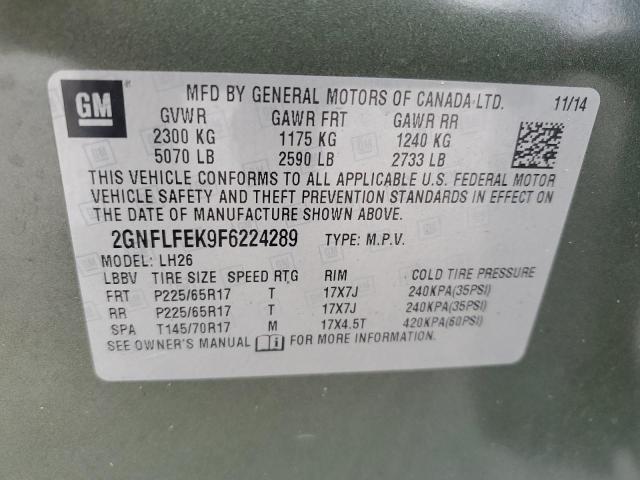 GM
MFD BY GENERAL MOTORS OF CANADA LTD. 11/14
GVWR GAWR FRT GAWR RR
2300 KG 1175 KG 1240 KG
5070 LB 2590 LB 2733 LB
THIS VEHICLE CONFORMS TO ALL APPLICABLE U.S. FEDERAL MOTOR
VEHICLE SAFETY AND THEFT PREVENTION STANDARDS IN EFFECT ON
THE DATE OF MANUFACTURE SHOWN ABOVE.
2GNFLFEK9F6224289 TYPE: M.P.V.
MODEL: LH26
LBBV TIRE SIZE SPEED RTG RIM COLD TIRE PRESSURE
FRT P225/65R17 T 17X7J 240KPA(35PSI)
RR P225/65R17 T 17X7J 240KPA(35PSI)
SPA T145/70R17 M 17X4.5T 420KPA(60PSI)
SEE OWNER'S MANUAL FOR MORE INFORMATION.